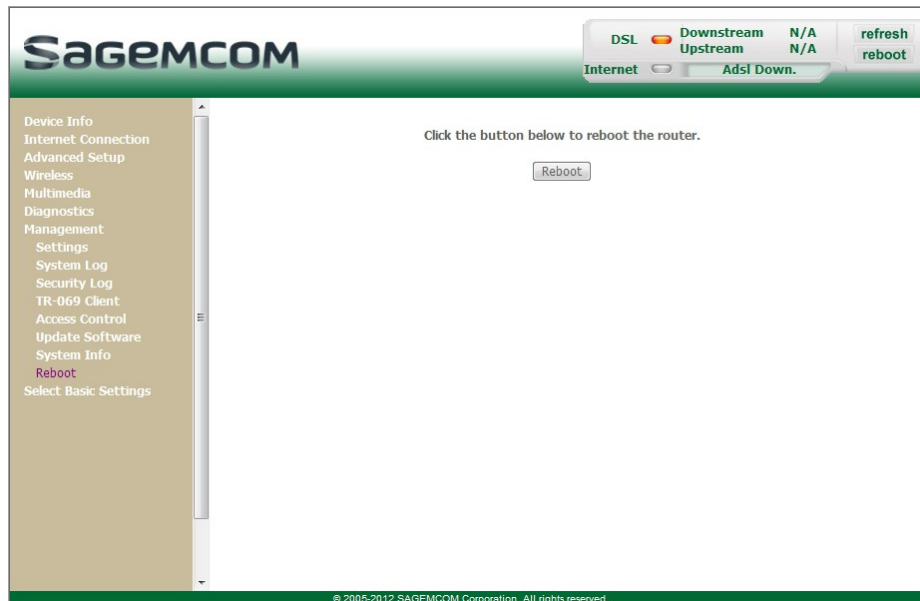 SAGEMCOM
DSL
Downstream N/A
Upstream N/A
Internet
Adsl Down.
refresh
reboot
Device Info
Internet Connection
Advanced Setup
Wireless
Multimedia
Diagnostics
Management
Settings
System Log
Security Log
TR-069 Client
Access Control
Update Software
System Info
Reboot
Select Basic Settings
Click the button below to reboot the router.
Reboot
© 2005-2012 SAGEMCOM Corporation. All rights reserved.